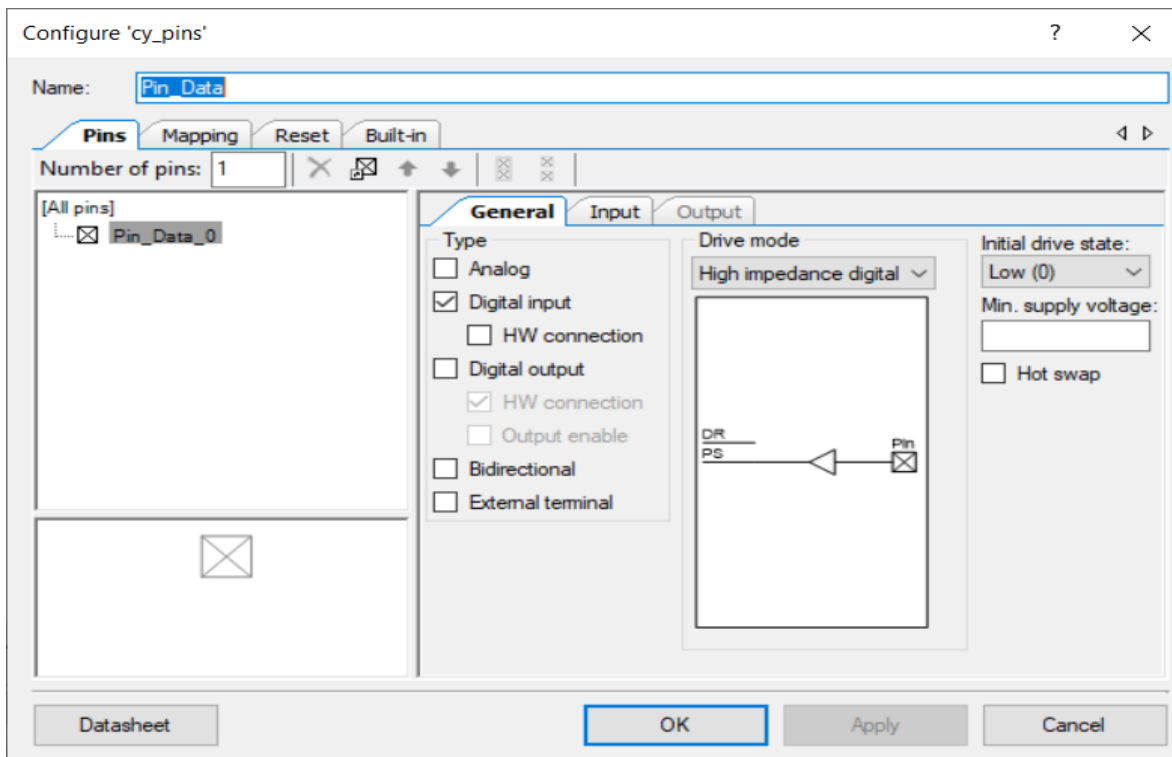 Configure 'cy_pins'
?
Name: Pin_Data
Pins Mapping Reset Built-in
Number of pins: 1
[All pins]
Pin_Data_0
General Input Output
Type
Analog
Digital input
HW connection
Digital output
HW connection
Output enable
Bidirectional
External terminal
Drive mode
High impedance digital
DR
PS
Pin
Initial drive state:
Low (0)
Min. supply voltage:
Hot swap
Datasheet OK Apply Cancel